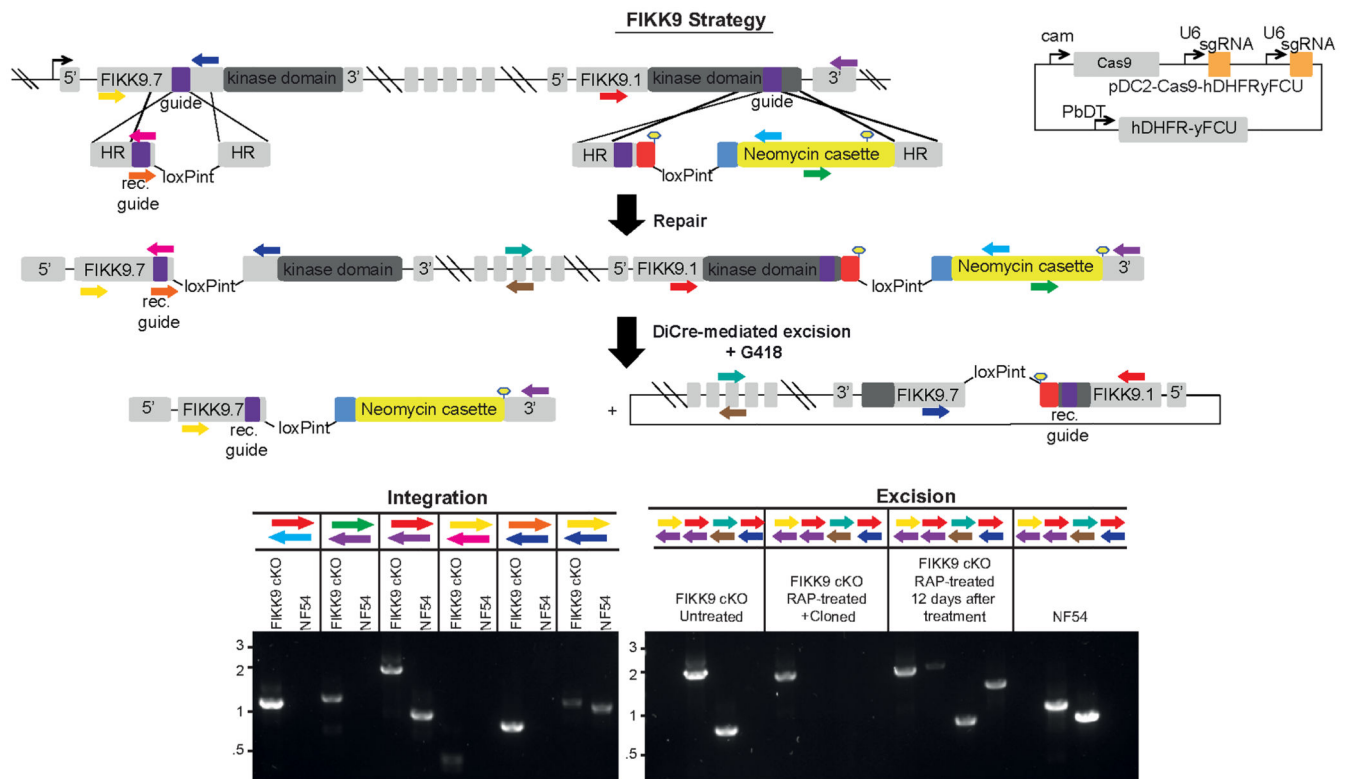 FIKK9 Strategy
cam
U6
sgRNA
U6
sgRNA
Cas9
pDC2-Cas9-hDHFRyFCU
PbDT
hDHFR-yFCU
5' FIKK9.7 kinase domain 3' 5' FIKK9.1 kinase domain 3'
guide guide
HR HR HR Neomycin casette HR
loxPint loxPint
rec.
guide
Repair
5' FIKK9.7 kinase domain 3' 5' FIKK9.1 kinase domain Neomycin casette 3'
loxPint loxPint
rec.
guide
DiCre-mediated excision
+ G418
loxPint
5' FIKK9.7 Neomycin casette 3' + 3' FIKK9.7 FIKK9.1 5'
rec.
guide
loxPint
rec.
guide
Integration
FIKK9 cKO
NF54
FIKK9 cKO
NF54
FIKK9 cKO
NF54
FIKK9 cKO
NF54
FIKK9 cKO
NF54
FIKK9 cKO
NF54
3
2
1
.5
Excision
FIKK9 cKO
Untreated
FIKK9 cKO
RAP-treated
+Cloned
FIKK9 cKO
RAP-treated
12 days after
treatment
NF54
3
2
1
.5